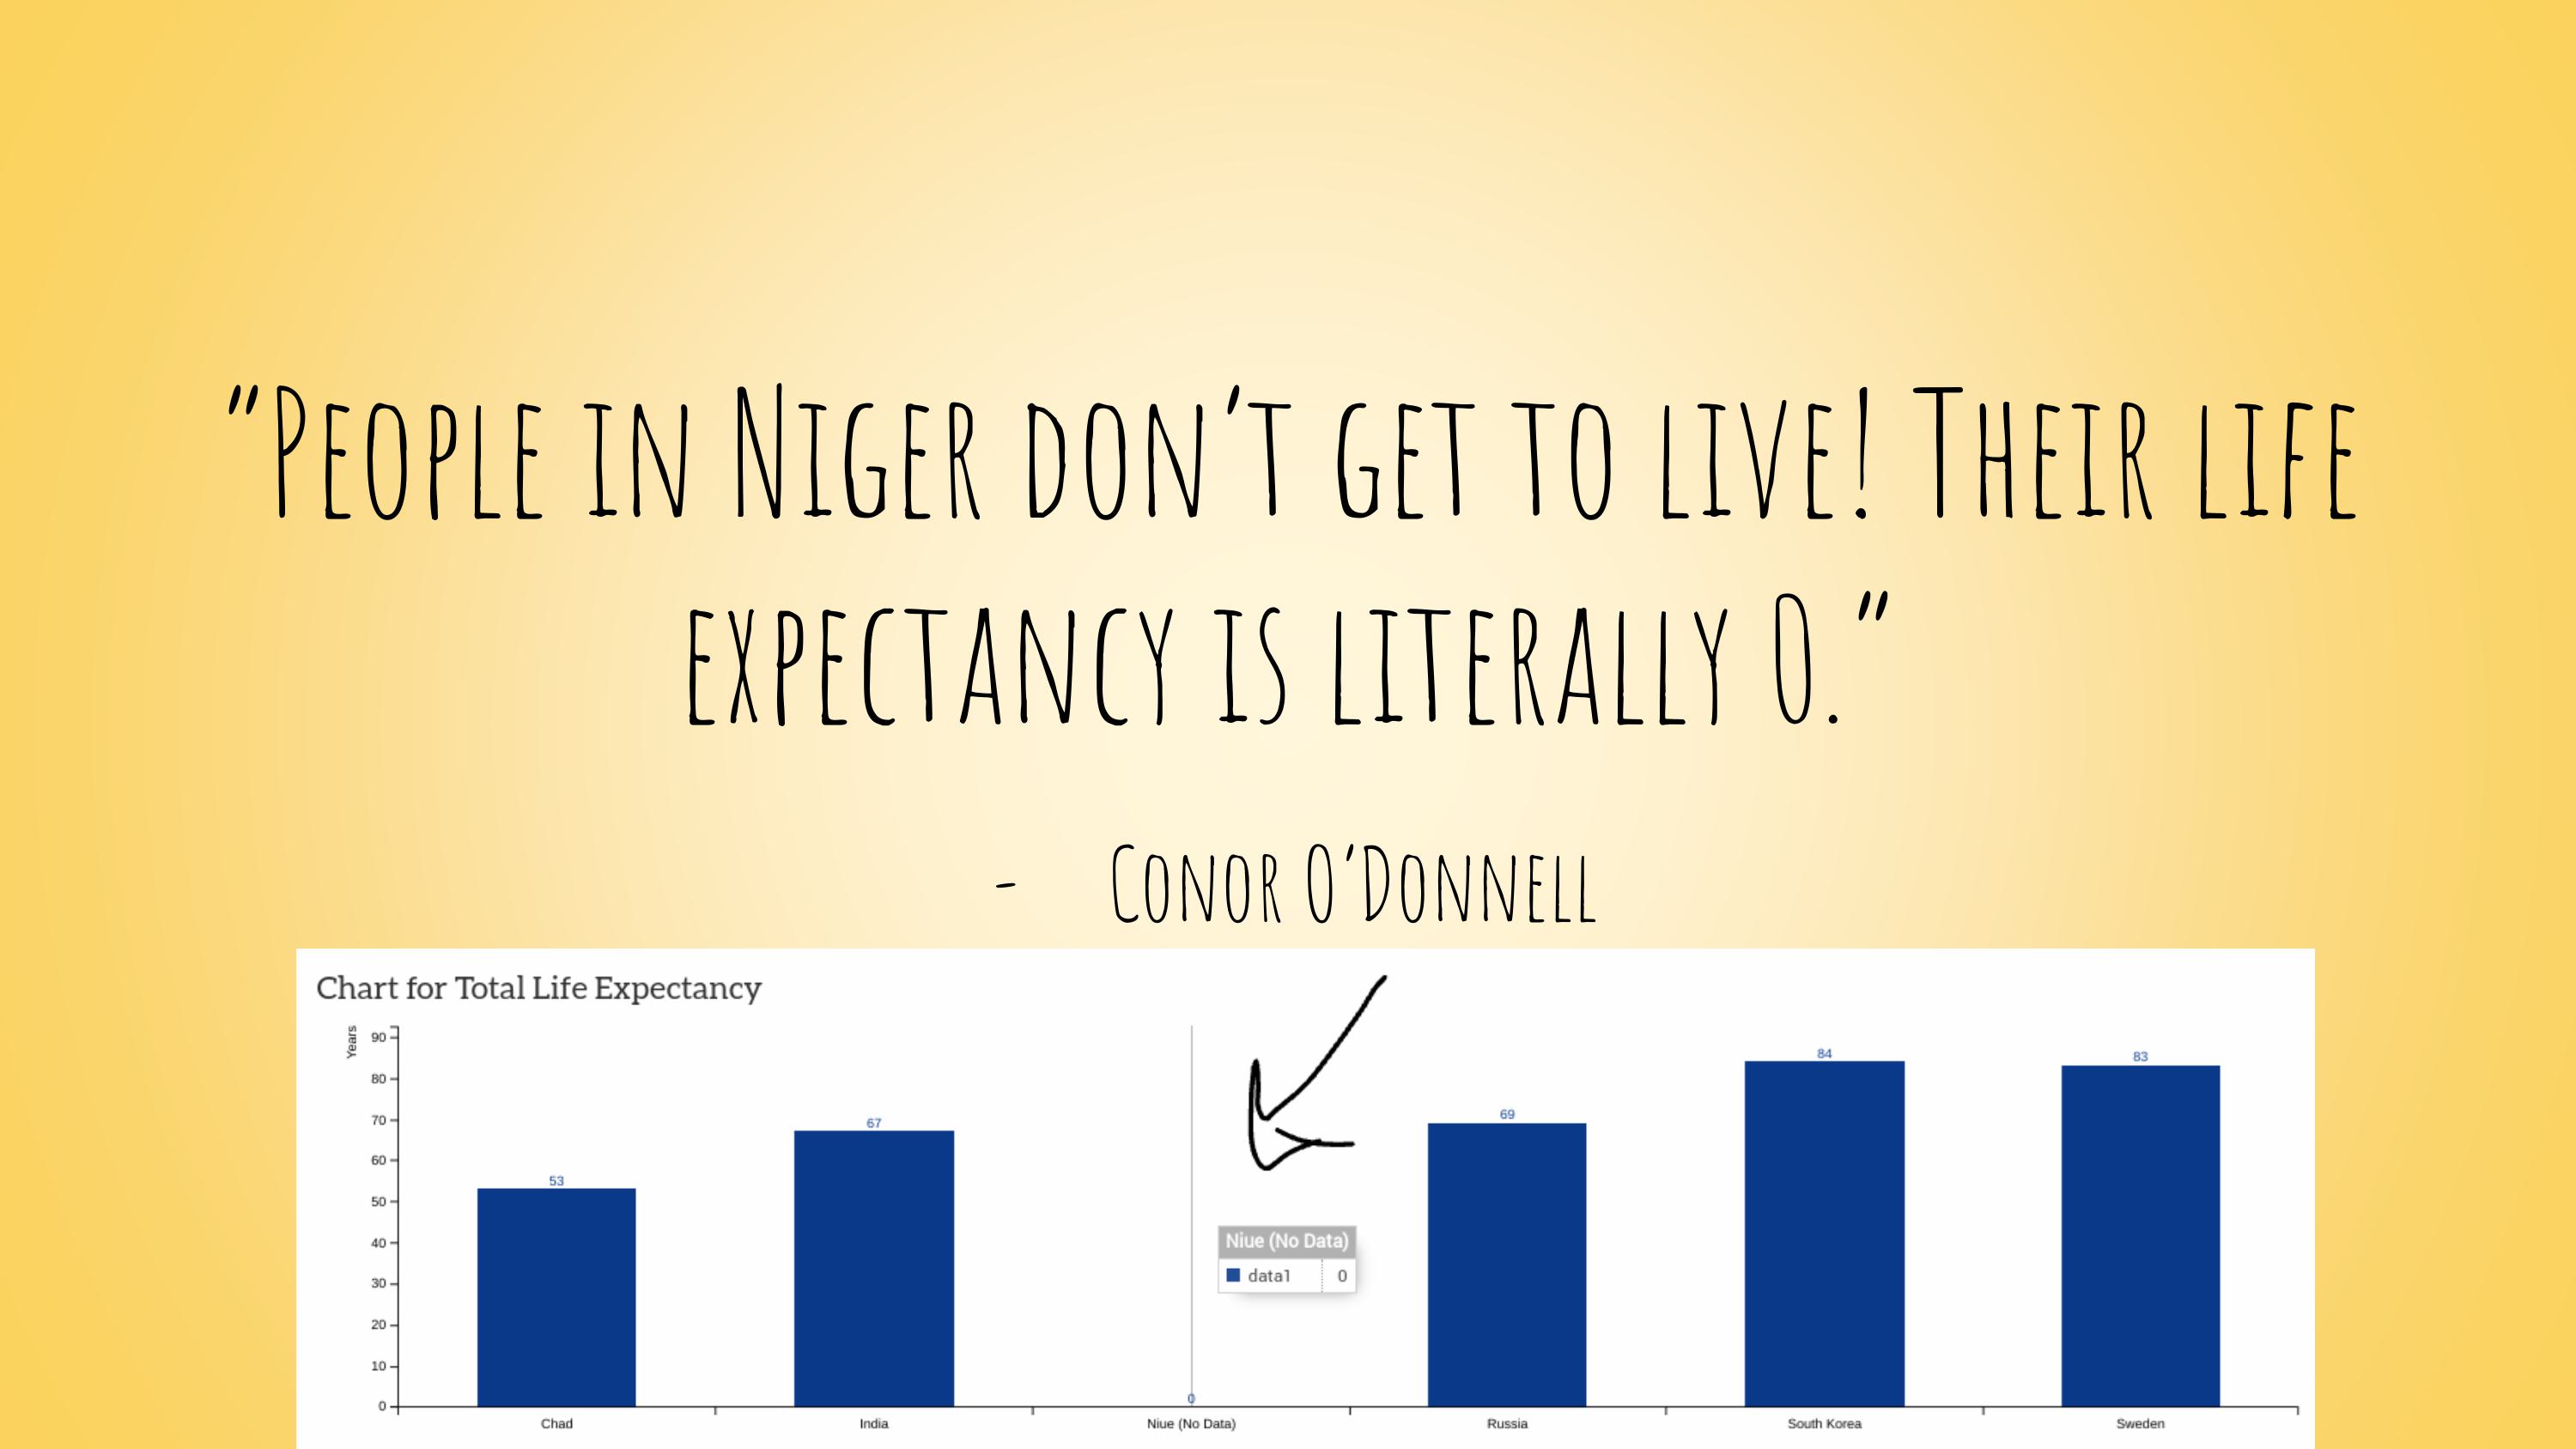 “People in Niger don’t get to live! Their life
expectancy is literally 0.”
- Conor O’Donnell
Chart for Total Life Expectancy
Years
90
80
70
60
50
40
30
20
10
0
53
67
0
69
84
83
Niue (No Data)
data1 0
Chad India Niue (No Data) Russia South Korea Sweden